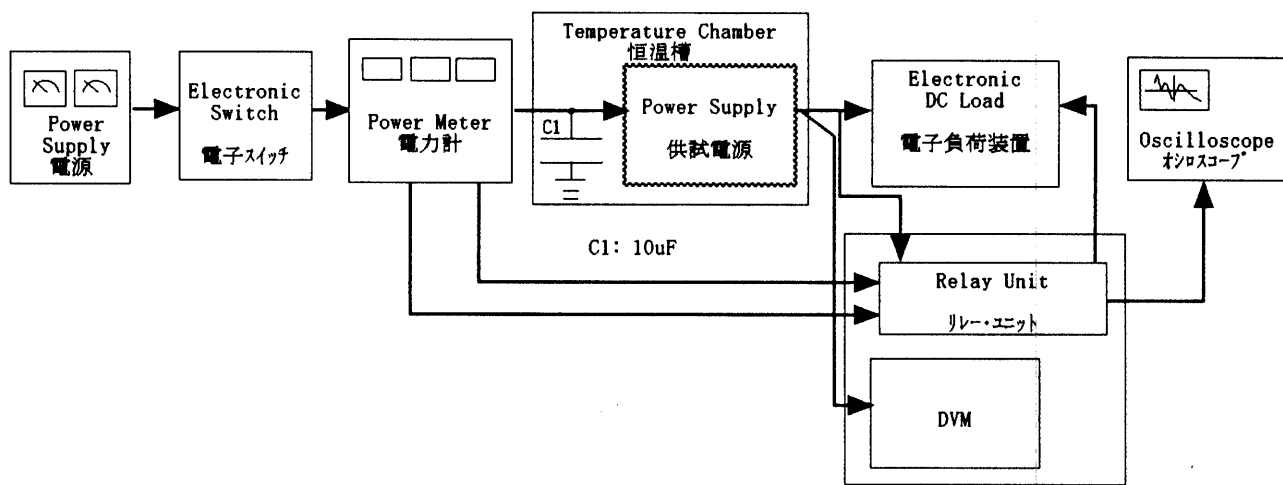 Power
Supply
電源
Electronic
Switch
電子スイッチ
Power Meter
電力計
Temperature Chamber
恒温槽
C1
Power Supply
供試電源
Electronic
DC Load
電子負荷装置
Oscilloscope
オシロスコープ
C1: 10uF
Relay Unit
リレー・ユニット
DVM